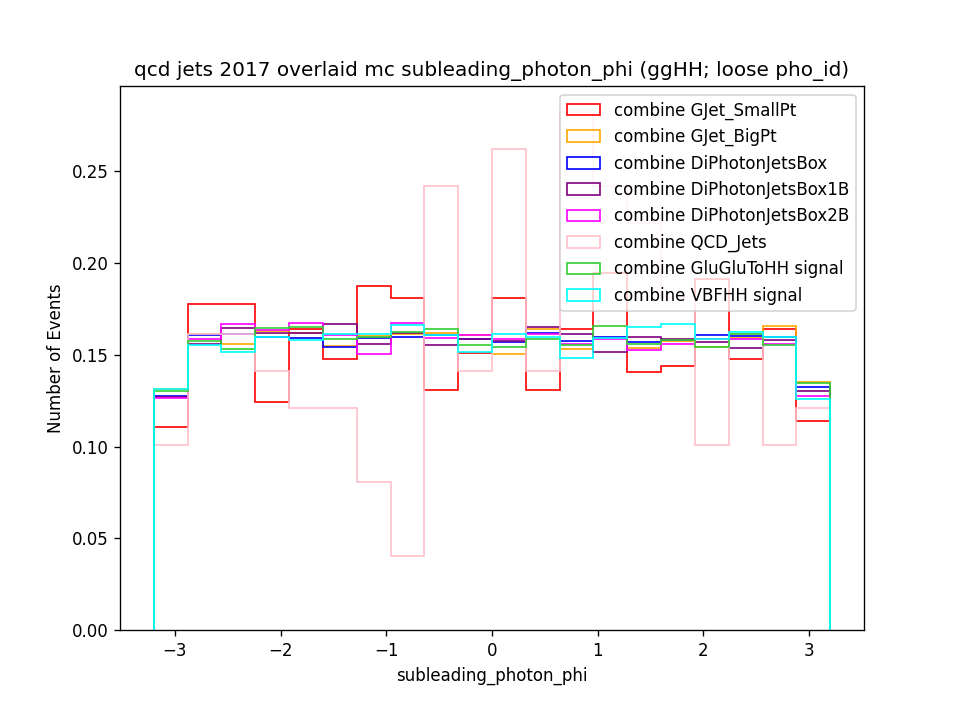 qcd jets 2017 overlaid mc subleading_photon_phi (ggHH; loose pho_id)
combine GJet_SmallPt
combine GJet_BigPt
combine DiPhotonJetsBox
combine DiPhotonJetsBox1B
combine DiPhotonJetsBox2B
combine QCD_Jets
combine GluGluToHH signal
combine VBFHH signal
Number of Events
0.25
0.20
0.15
0.10
0.05
0.00
−3 −2 −1 0 1 2 3
subleading_photon_phi